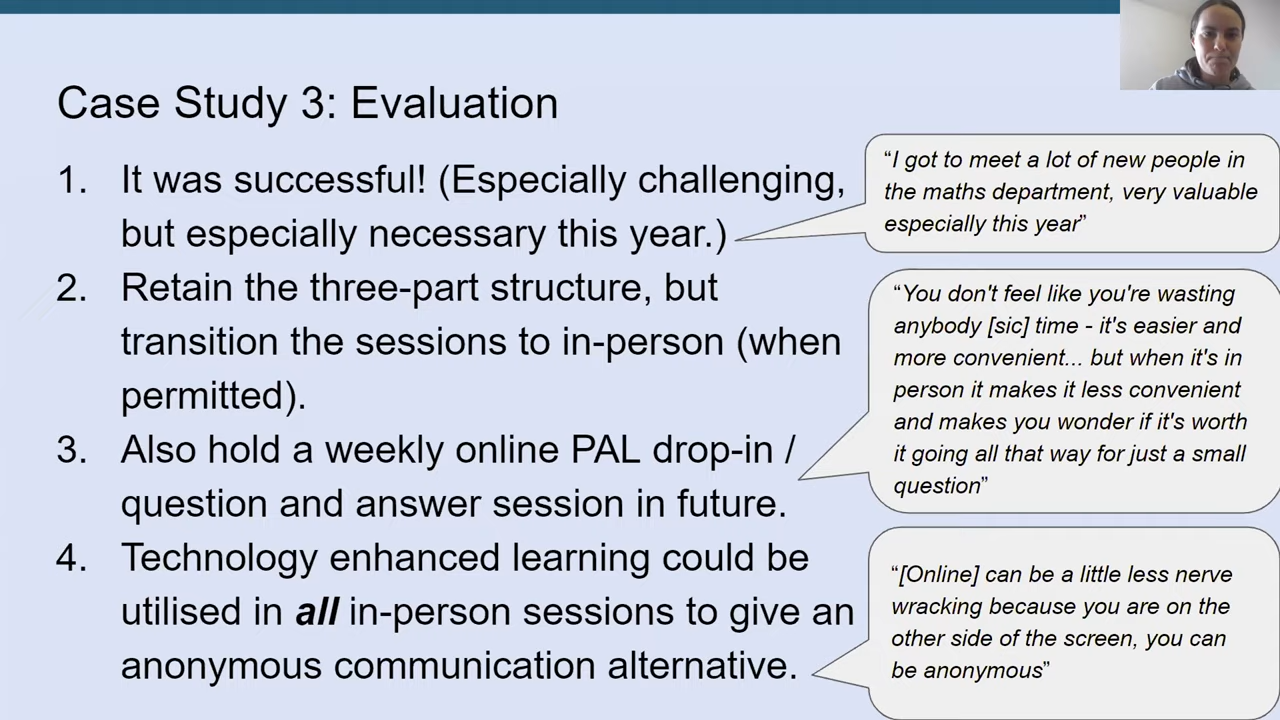 Case Study 3: Evaluation
1. It was successful! (Especially challenging,
but especially necessary this year.)
2. Retain the three-part structure, but
transition the sessions to in-person (when
permitted).
3. Also hold a weekly online PAL drop-in /
question and answer session in future.
4. Technology enhanced learning could be
utilised in all in-person sessions to give an
anonymous communication alternative.
“I got to meet a lot of new people in
the maths department, very valuable
especially this year”
“You don't feel like you're wasting
anybody [sic] time - it's easier and
more convenient... but when it's in
person it makes it less convenient
and makes you wonder if it's worth
it going all that way for just a small
question”
“[Online] can be a little less nerve
wracking because you are on the
other side of the screen, you can
be anonymous”